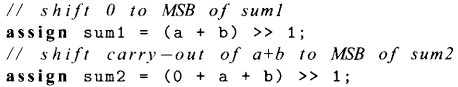 // shift 0 to MSB of sum1
assign sum1 = (a + b) >> 1;
// shift carry-out of a+b to MSB of sum2
assign sum2 = (0 + a + b) >> 1;